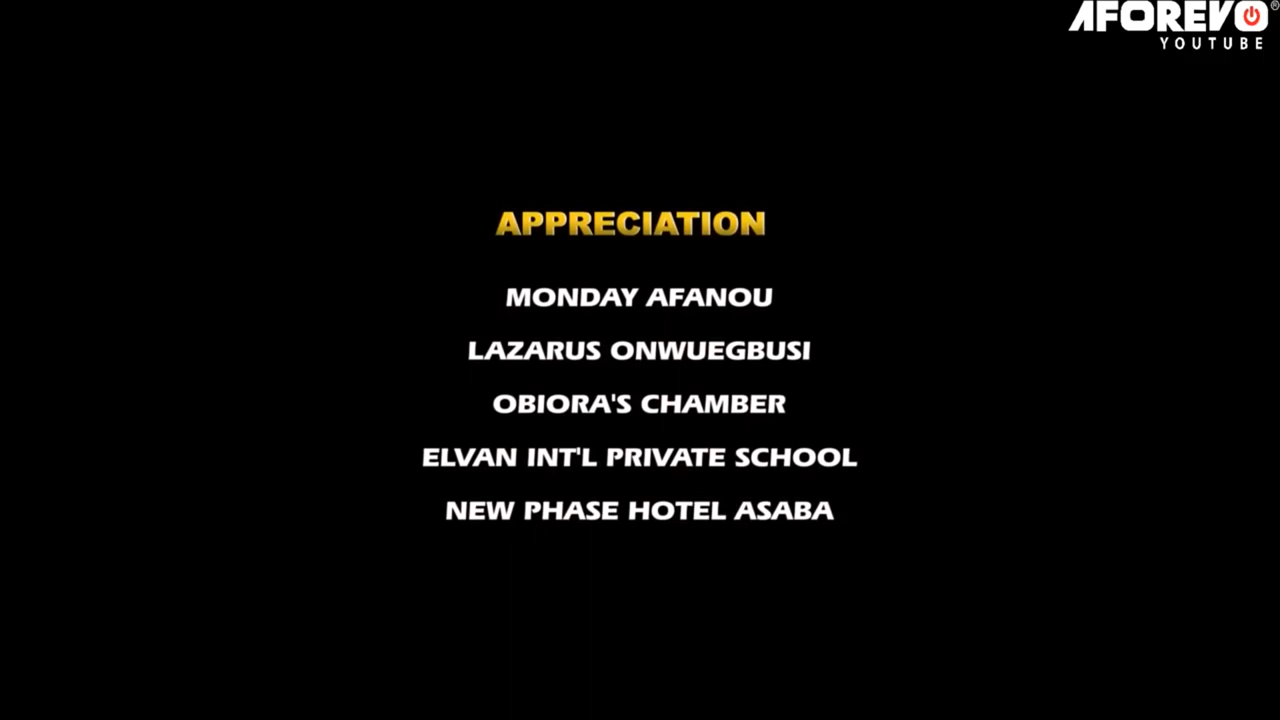 AFOREVO®
YOUTUBE
APPRECIATION
MONDAY AFANOU
LAZARUS ONWUEGBUSI
OBIORA'S CHAMBER
ELVAN INT'L PRIVATE SCHOOL
NEW PHASE HOTEL ASABA